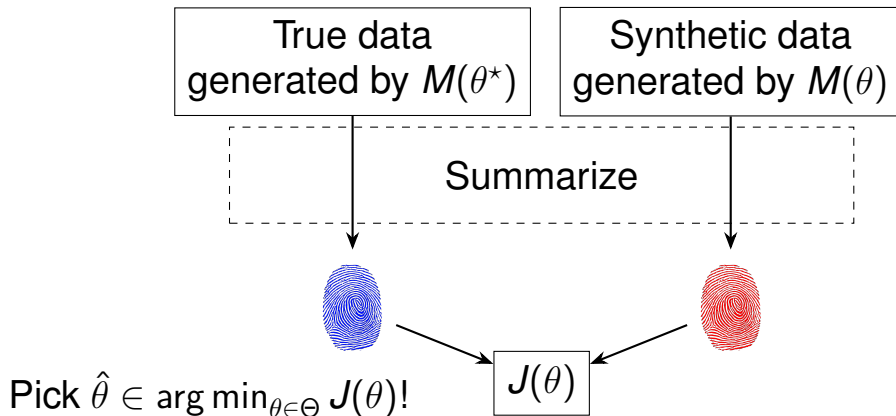 True data
generated by M(θ⋆)
Synthetic data
generated by M(θ)
Summarize
J(θ)
Pick θ̂ ∈ arg min_{θ∈Θ} J(θ)!